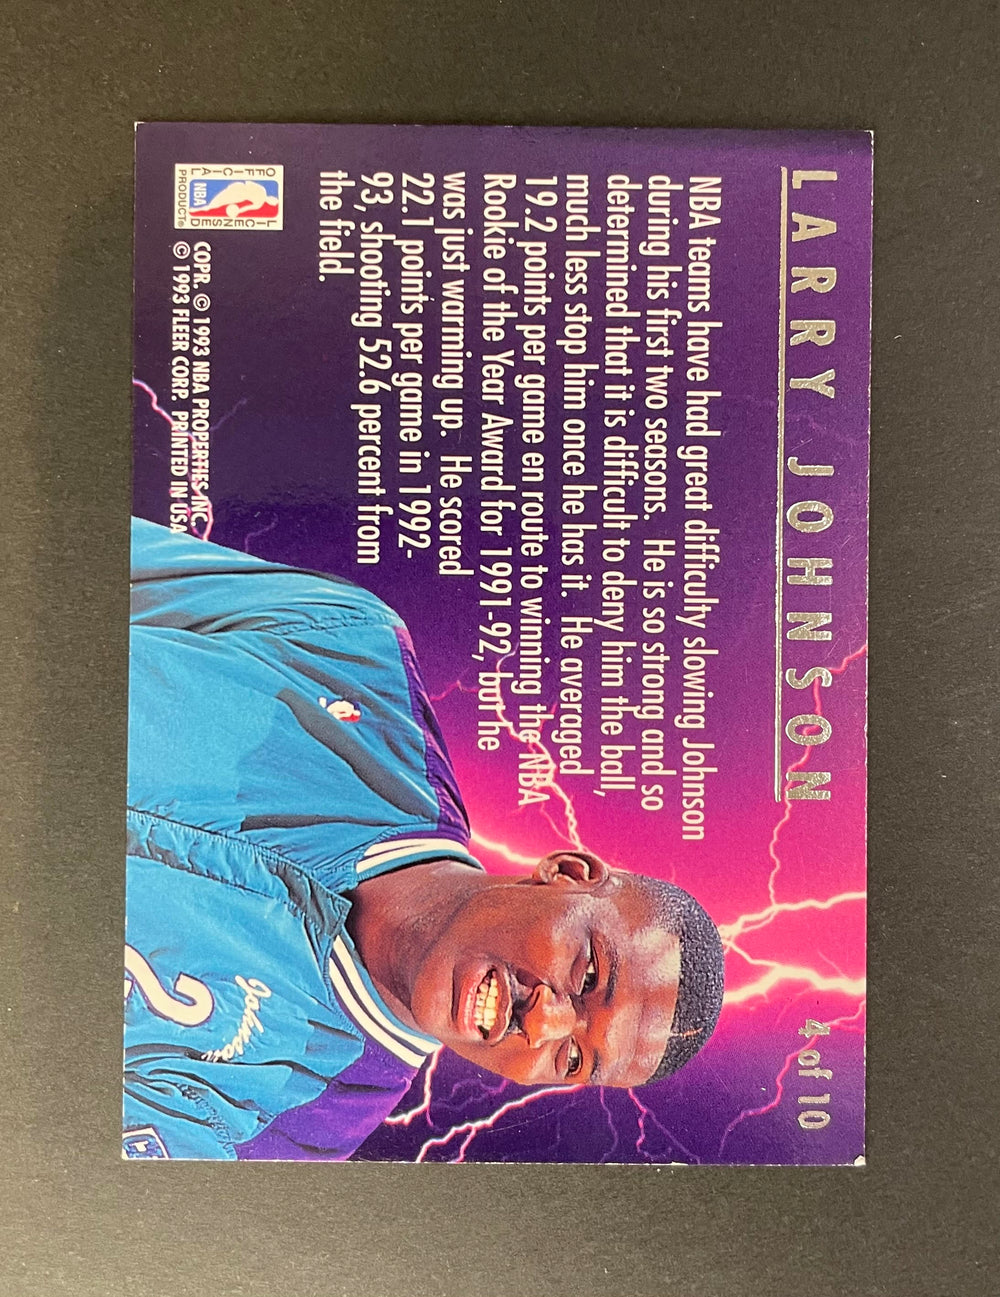 LARRY JOHNSON
4 of 10
NBA teams have had great difficulty slowing Johnson
during his first two seasons. He is so strong and so
determined that it is difficult to deny him the ball,
much less stop him once he has it. He averaged
19.2 points per game en route to winning the NBA
Rookie of the Year Award for 1991-92, but he
was just warming up. He scored
22.1 points per game in 1992-
93, shooting 52.6 percent from
the field.
OFFICIAL LICENSED
NBA
PRODUCT®
COPR. © 1993 NBA PROPERTIES, INC.
© 1993 FLEER CORP. PRINTED IN USA
Johnson
2